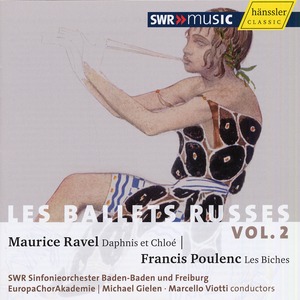 SWR»music
hänssler
CLASSIC
LES BALLETS RUSSES
VOL. 2
Maurice Ravel Daphnis et Chloé |
Francis Poulenc Les Biches
SWR Sinfonieorchester Baden-Baden und Freiburg
EuropaChorAkademie | Michael Gielen · Marcello Viotti conductors